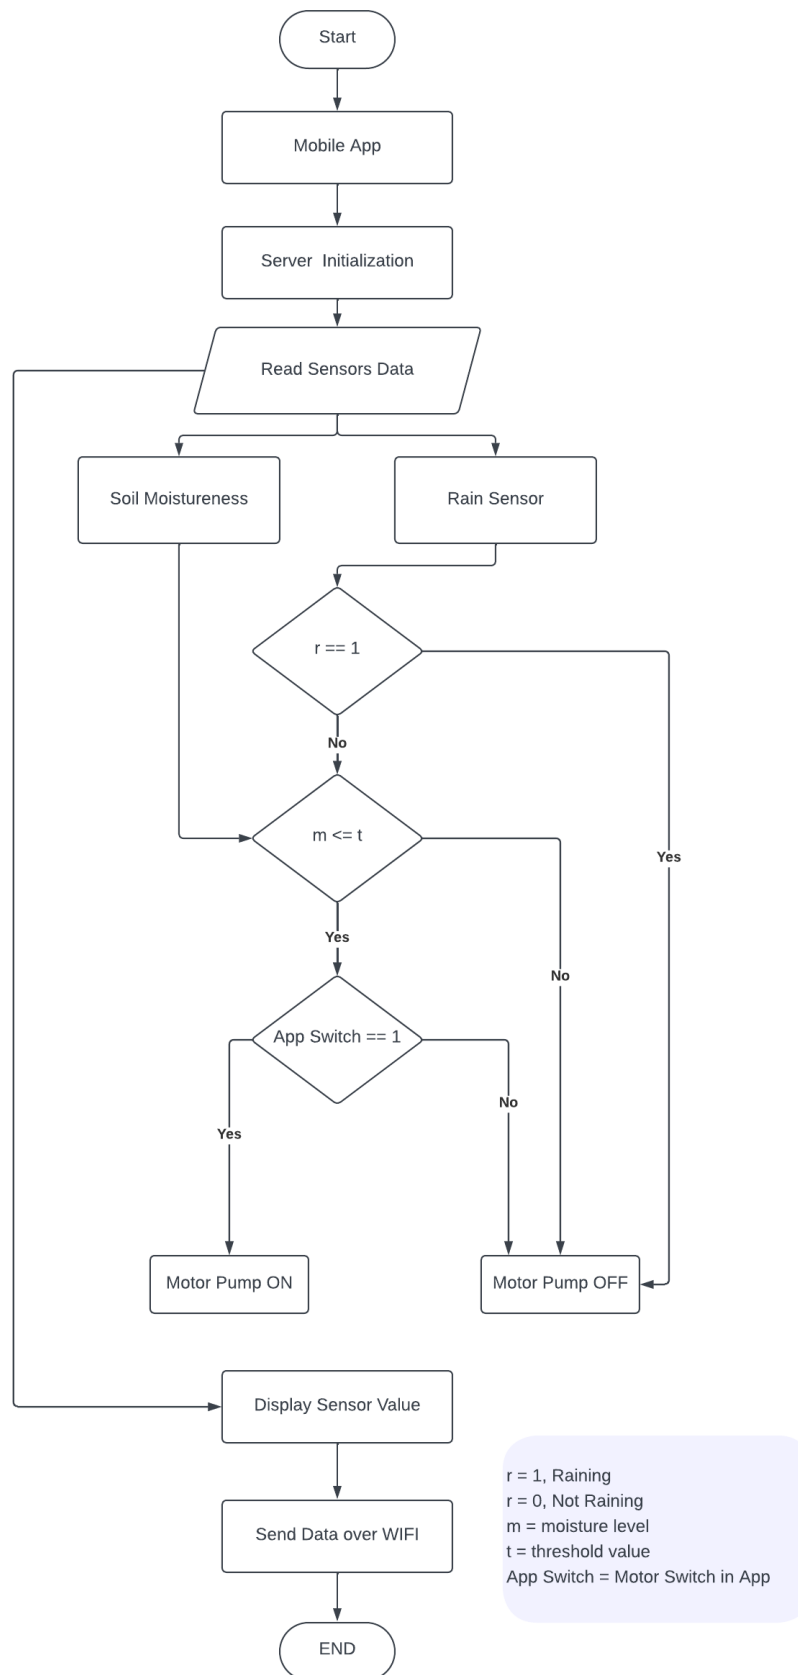 Start
Mobile App
Server Initialization
Read Sensors Data
Soil Moistureness
Rain Sensor
r == 1
No
m <= t
Yes
Yes
No
App Switch == 1
No
Yes
Motor Pump ON
Motor Pump OFF
Display Sensor Value
Send Data over WIFI
END
r = 1, Raining
r = 0, Not Raining
m = moisture level
t = threshold value
App Switch = Motor Switch in App